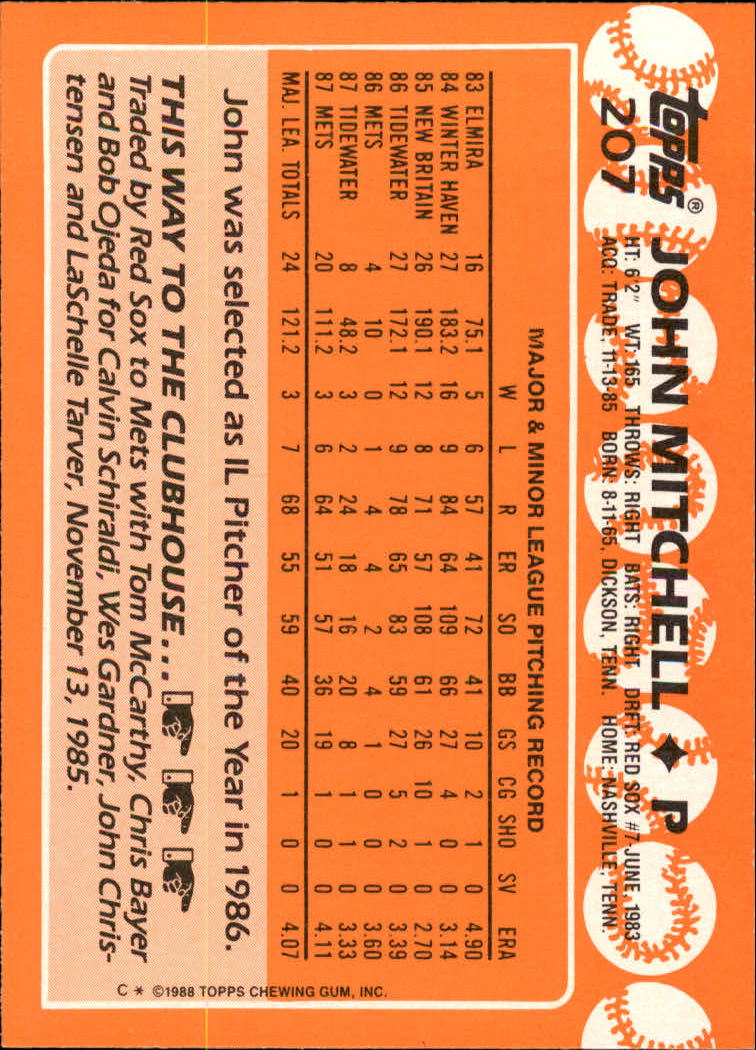 Topps® JOHN MITCHELL ✦ P
207
HT: 6'2" WT: 165 THROWS: RIGHT BATS: RIGHT DRFT: RED SOX #7-JUNE, 1983
ACQ: TRADE, 11-13-85 BORN: 8-11-65, DICKSON, TENN. HOME: NASHVILLE, TENN.
MAJOR & MINOR LEAGUE PITCHING RECORD
W L R ER SO BB GS CG SHO SV ERA
83 ELMIRA 16 75.1 5 6 57 41 72 41 10 2 1 0 4.90
84 WINTER HAVEN 27 183.2 16 9 84 64 109 66 27 4 0 0 3.14
85 NEW BRITAIN 26 190.1 12 8 71 57 108 61 26 10 1 0 2.70
86 TIDEWATER 27 172.1 12 9 78 65 83 59 27 5 2 0 3.39
86 METS 4 10 0 1 4 4 2 4 1 0 0 0 3.60
87 TIDEWATER 8 48.2 3 2 24 18 16 20 8 1 1 0 3.33
87 METS 20 111.2 3 6 64 51 57 36 19 1 0 0 4.11
MAJ. LEA. TOTALS 24 121.2 3 7 68 55 59 40 20 1 0 0 4.07
John was selected as IL Pitcher of the Year in 1986.
THIS WAY TO THE CLUBHOUSE...
Traded by Red Sox to Mets with Tom McCarthy, Chris Bayer
and Bob Ojeda for Calvin Schiraldi, Wes Gardner, John Chris-
tensen and LaSchelle Tarver, November 13, 1985.
C * ©1988 TOPPS CHEWING GUM, INC.